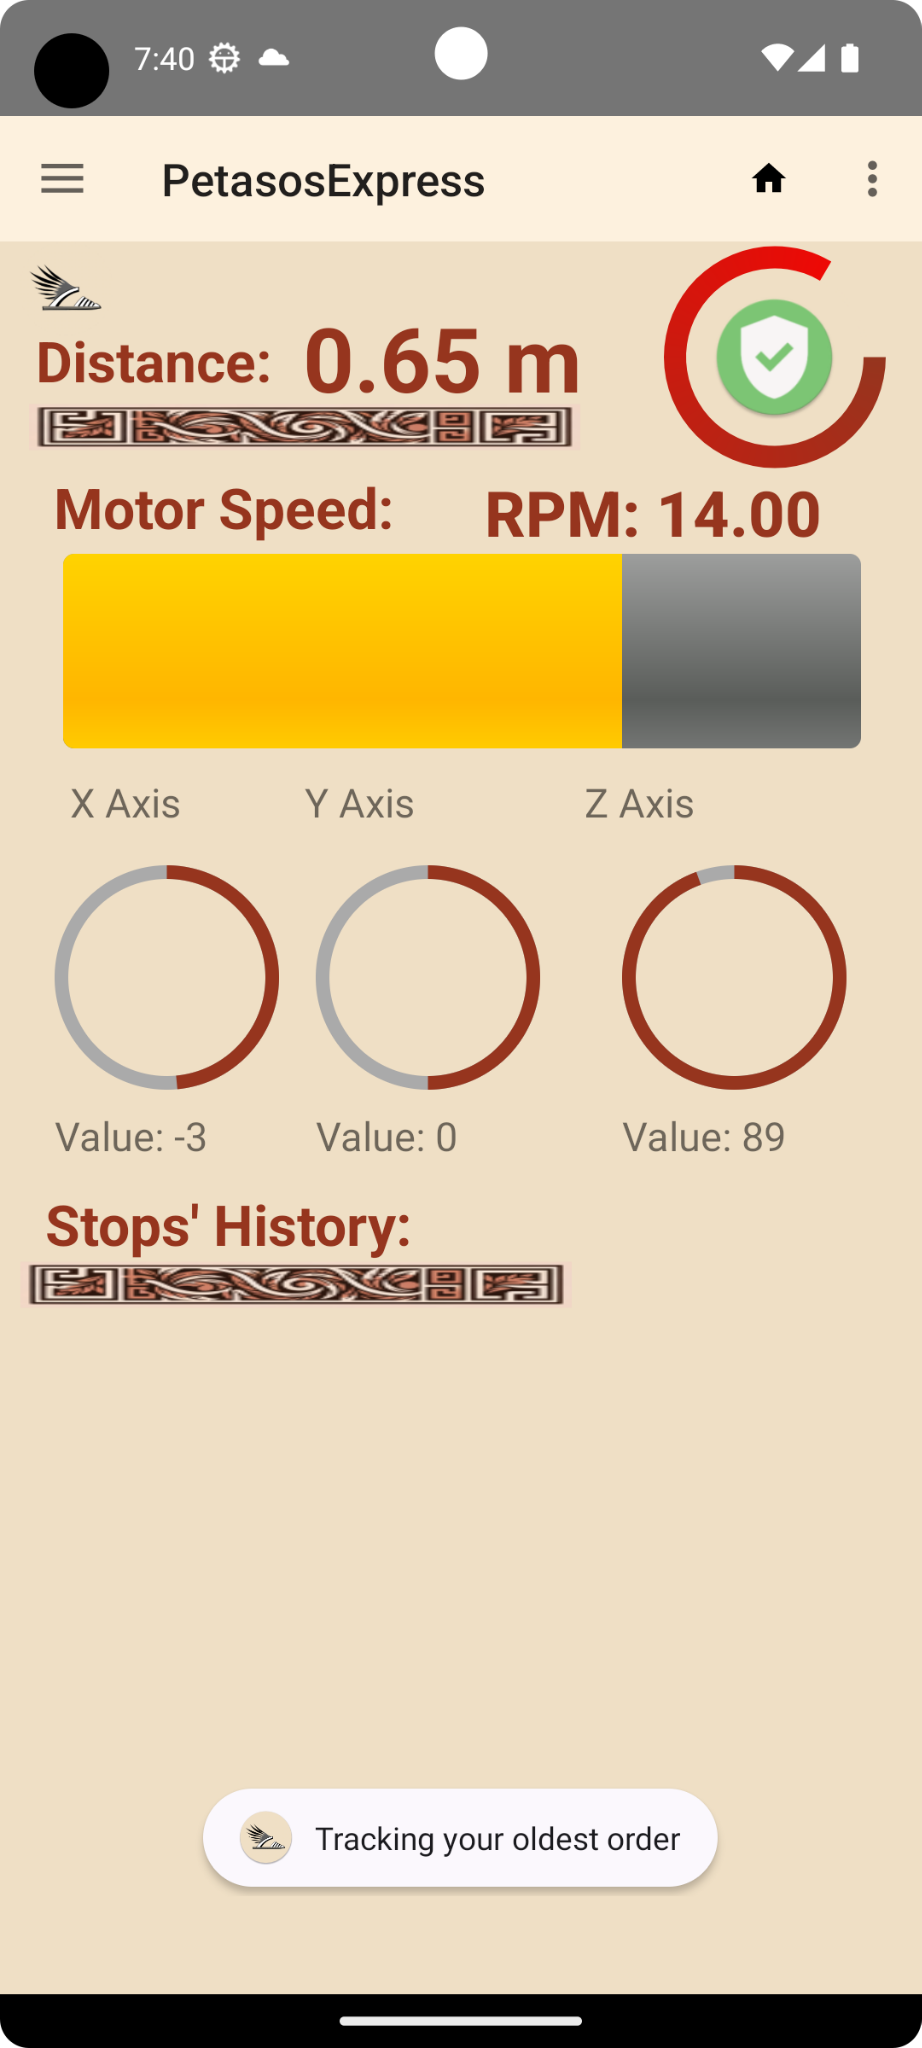 7:40
PetasosExpress
Distance: 0.65 m
Motor Speed: RPM: 14.00
X Axis Y Axis Z Axis
Value: -3 Value: 0 Value: 89
Stops' History:
Tracking your oldest order